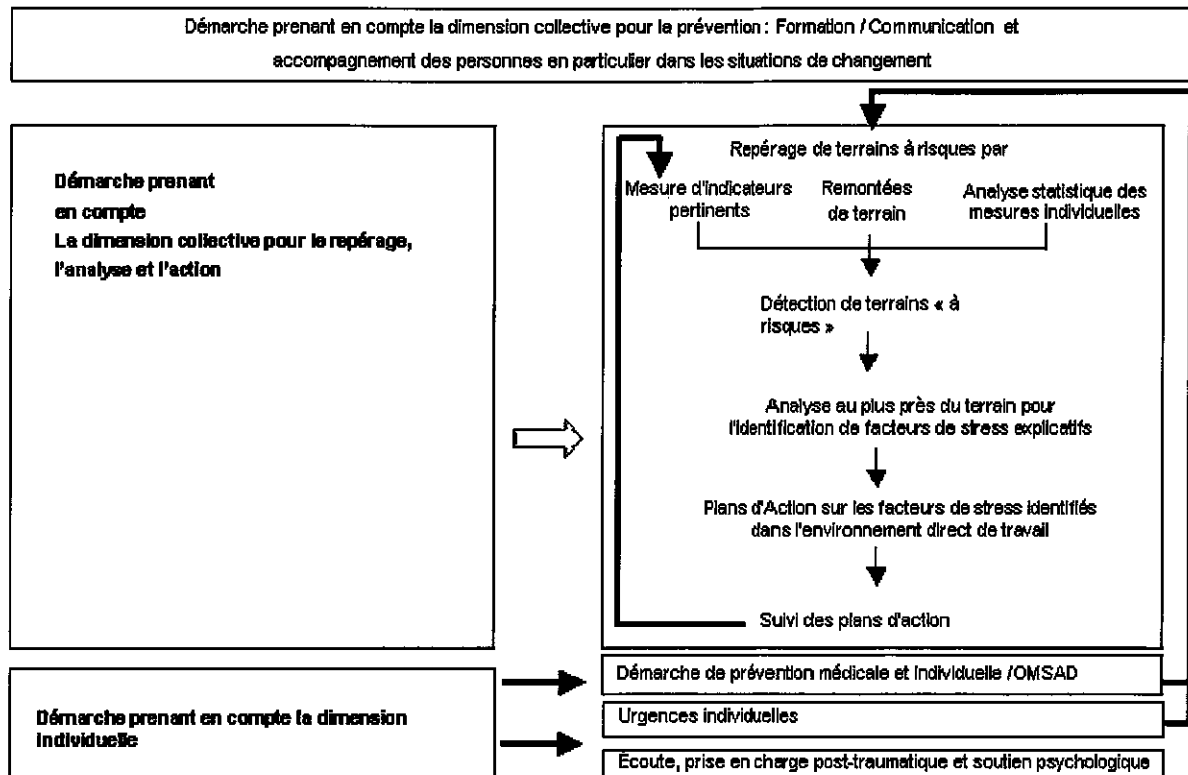 Démarche prenant en compte la dimension collective pour la prévention : Formation / Communication et
accompagnement des personnes en particulier dans les situations de changement
Démarche prenant
en compte
La dimension collective pour le repérage,
l'analyse et l'action
Repérage de terrains à risques par
Mesure d'indicateurs
pertinents
Remontées
de terrain
Analyse statistique des
mesures individuelles
Détection de terrains « à
risques »
Analyse au plus près du terrain pour
l'identification de facteurs de stress explicatifs
Plans d'Action sur les facteurs de stress identifiés
dans l'environnement direct de travail
Suivi des plans d'action
Démarche prenant en compte la dimension
individuelle
Démarche de prévention médicale et individuelle /OMSAD
Urgences individuelles
Écoute, prise en charge post-traumatique et soutien psychologique